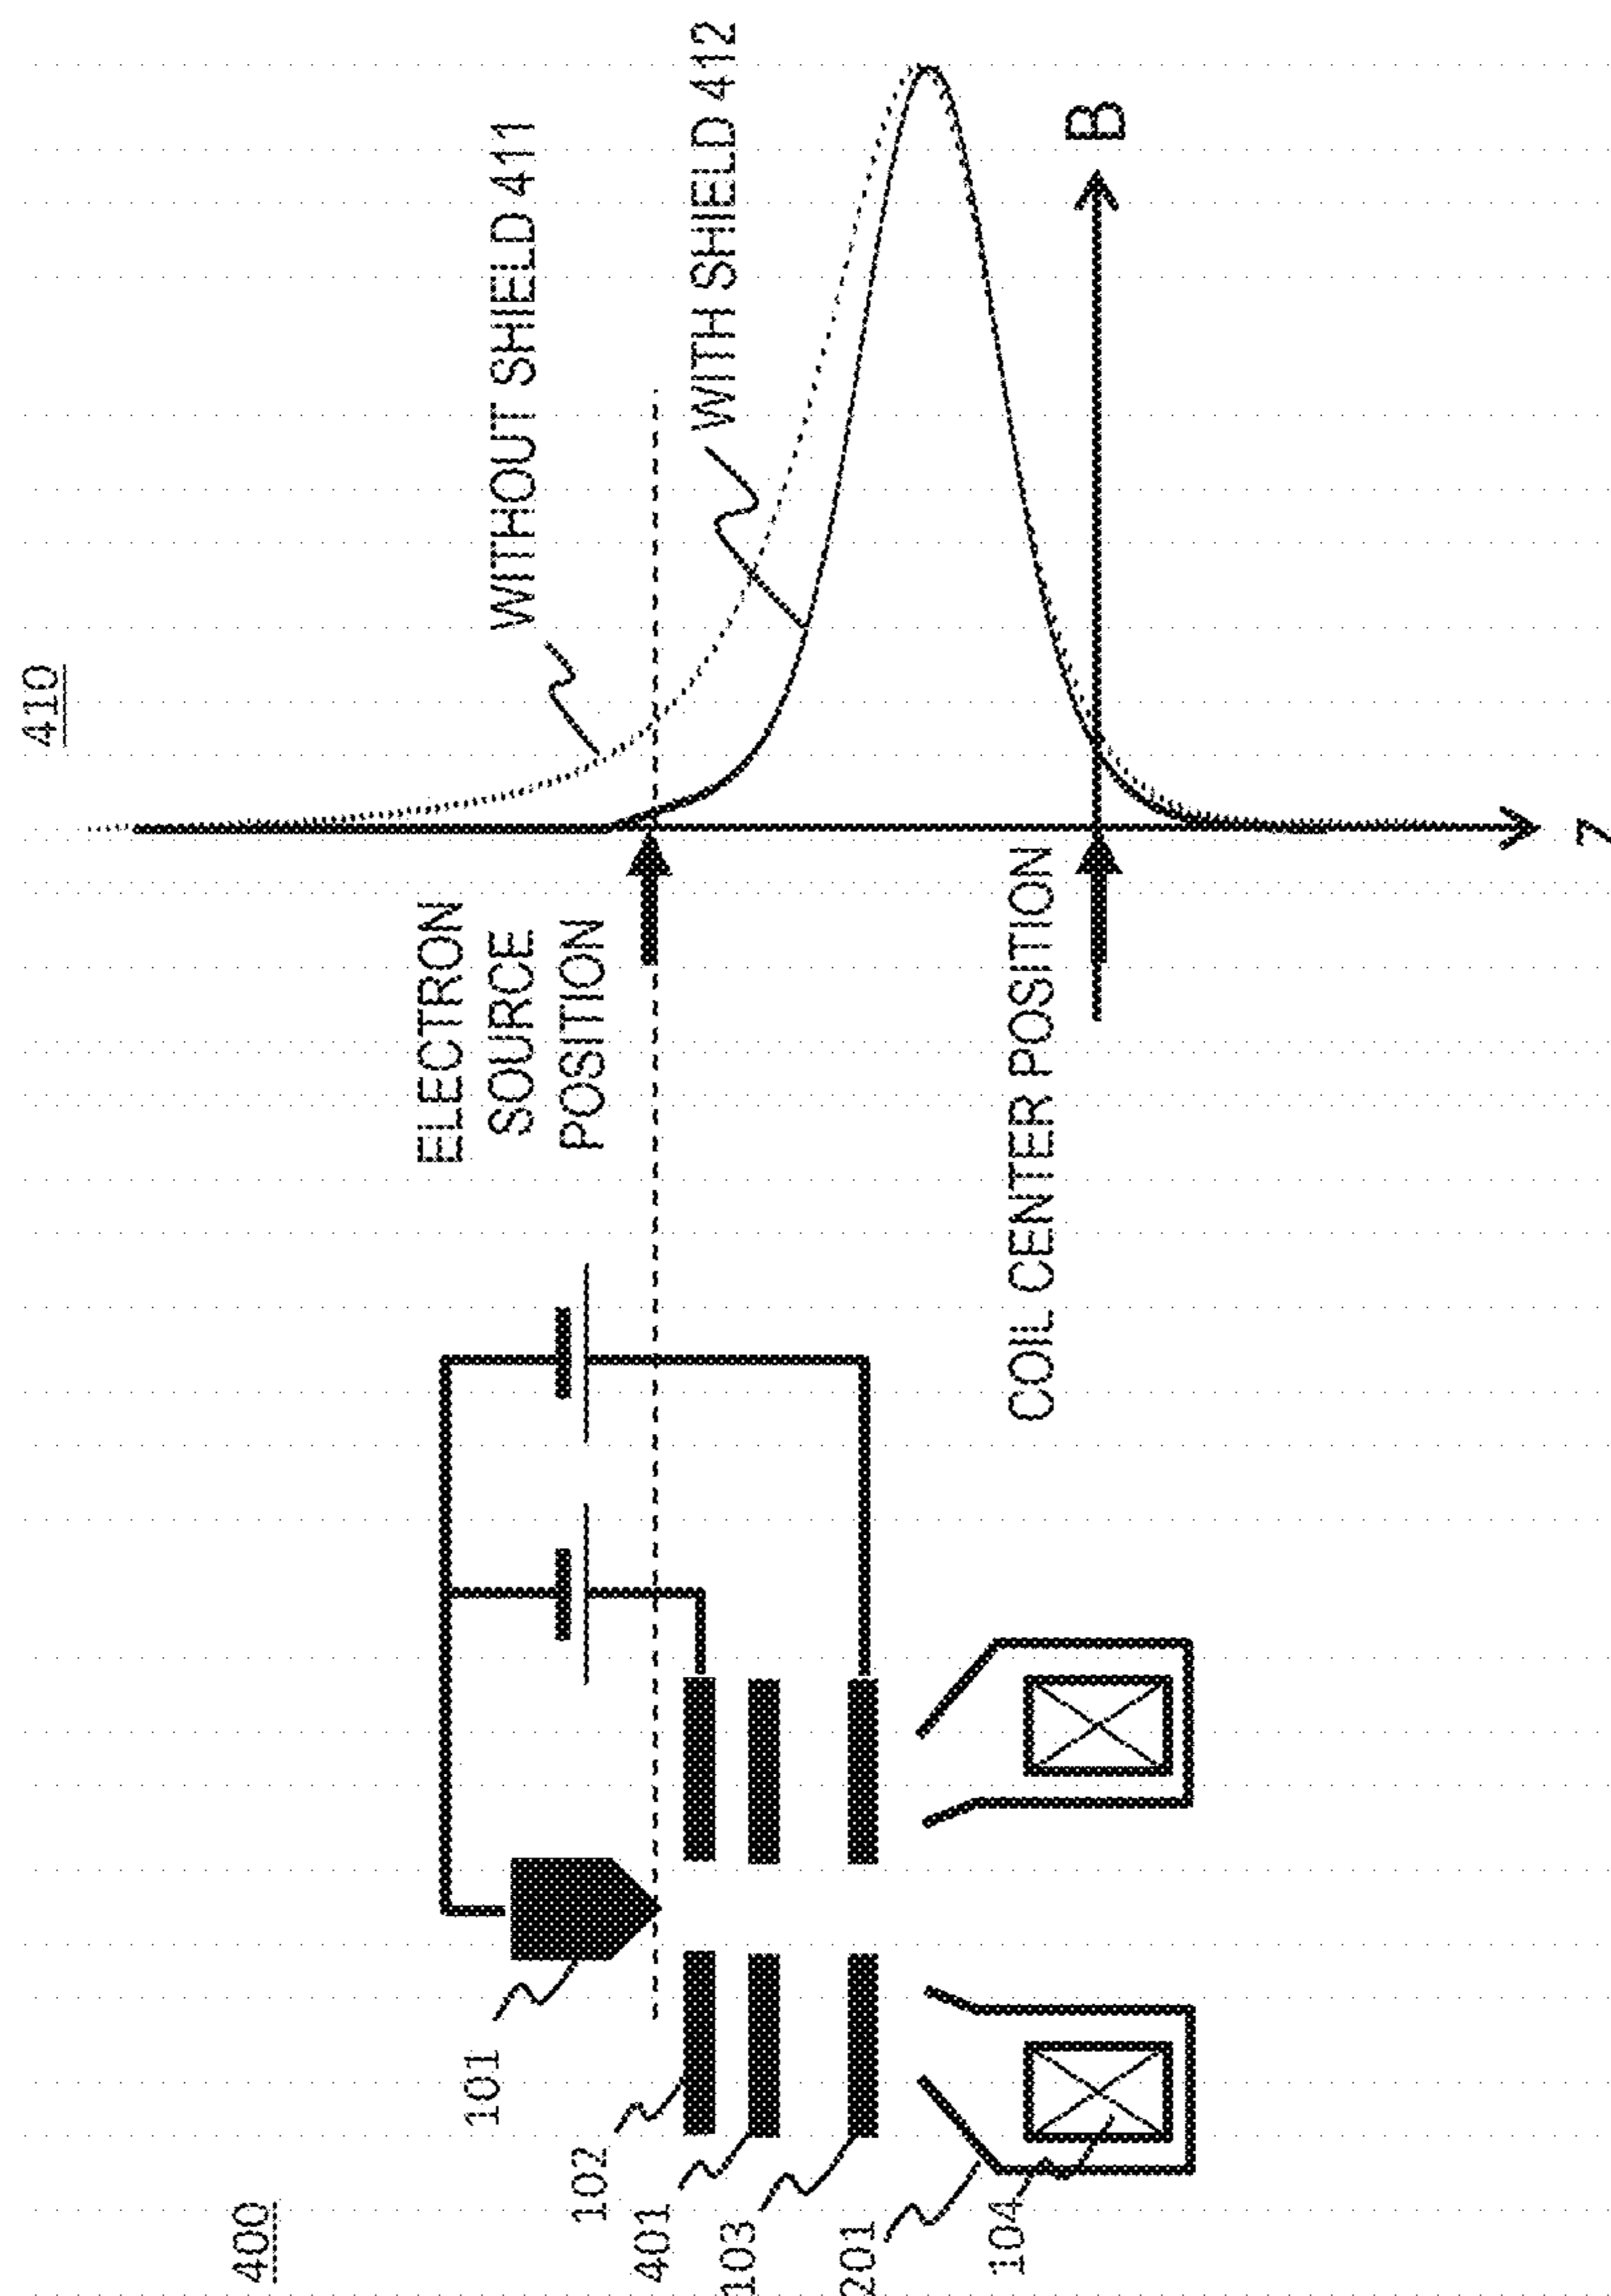 400
101
102
401
103
201
104
ELECTRON
SOURCE
POSITION
COIL CENTER POSITION
410
WITHOUT SHIELD 411
WITH SHIELD 412
B
Z